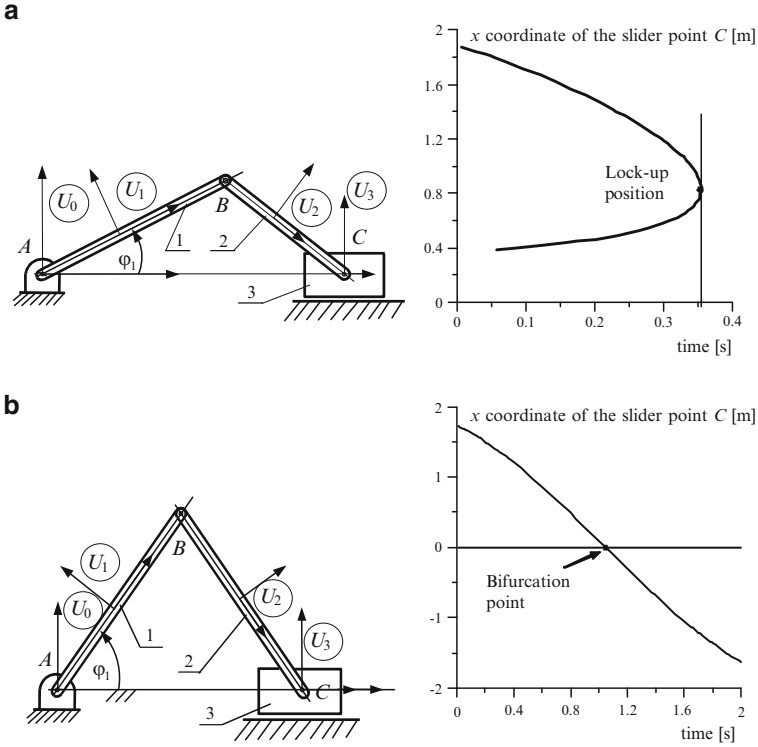 a
U0
U1
U2
U3
A
B
C
φ1
1
2
3
x coordinate of the slider point C [m]
2
1.6
1.2
0.8
0.4
0
Lock-up
position
0
0.1
0.2
0.3
0.4
time [s]
b
U1
U0
U2
U3
A
B
C
φ1
1
2
3
x coordinate of the slider point C [m]
2
1
0
-1
-2
Bifurcation
point
0
0.4
0.8
1.2
1.6
2
time [s]